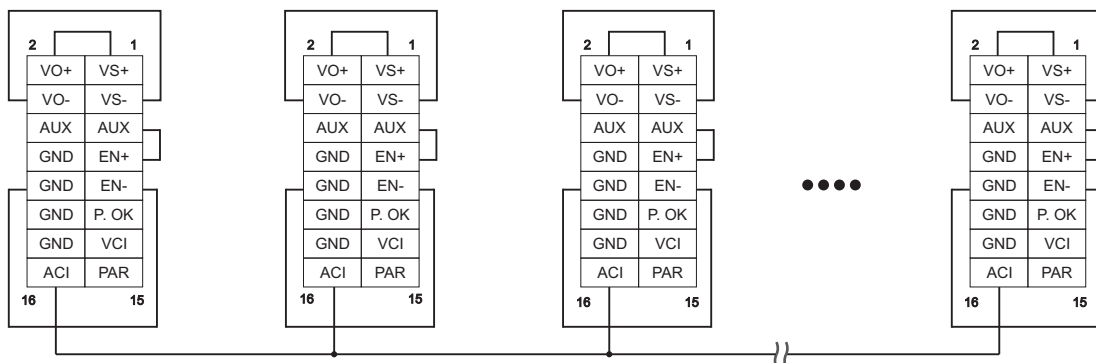 2 1 2 1 2 1 2 1
VO+ VS+ VO+ VS+ VO+ VS+ VO+ VS+
VO- VS- VO- VS- VO- VS- VO- VS-
AUX AUX AUX AUX AUX AUX AUX AUX
GND EN+ GND EN+ GND EN+ GND EN+
GND EN- GND EN- GND EN- GND EN-
GND P. OK GND P. OK GND P. OK GND P. OK
GND VCI GND VCI GND VCI GND VCI
ACI PAR ACI PAR ACI PAR ACI PAR
16 15 16 15 16 15 16 15